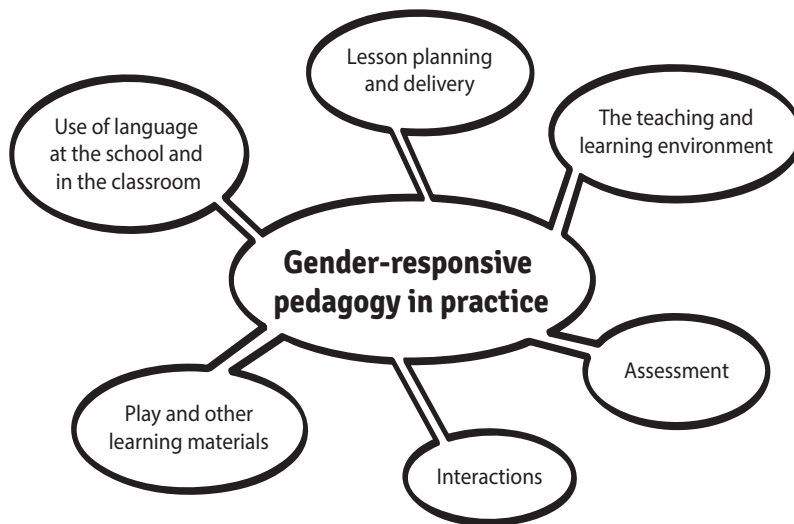 Lesson planning
and delivery
The teaching and
learning environment
Use of language
at the school and
in the classroom
Gender-responsive
pedagogy in practice
Assessment
Play and other
learning materials
Interactions